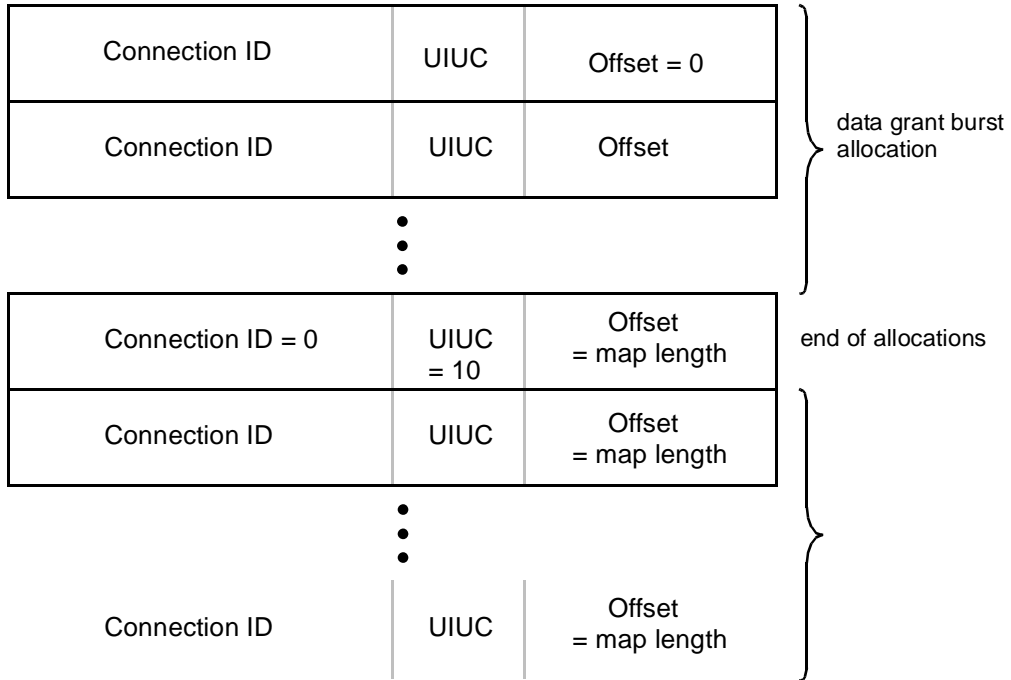 Connection ID UIUC Offset = 0
Connection ID UIUC Offset
data grant burst
allocation
Connection ID = 0 UIUC
= 10 Offset
= map length
end of allocations
Connection ID UIUC Offset
= map length
Connection ID UIUC Offset
= map length